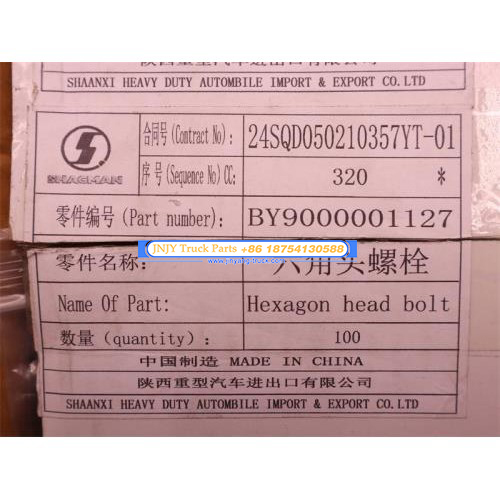 陕西重型汽车进出口有限公司
SHAANXI HEAVY DUTY AUTOMBILE IMPORT & EXPORT CO.LTD
合同号(Contract No): 24SQD050210357YT-01
SHACMAN 序号(Sequence No)CC: 320 *
零件编号(Part number): BY9000001127
JNJY Truck Parts +86 18754130588
www.jnhyangtruck.com
零件名称: 六角头螺栓
Name Of Part: Hexagon head bolt
数量(quantity): 100
中国制造 MADE IN CHINA
陕西重型汽车进出口有限公司
SHAANXI HEAVY DUTY AUTOMBILE IMPORT & EXPORT CO.LTD